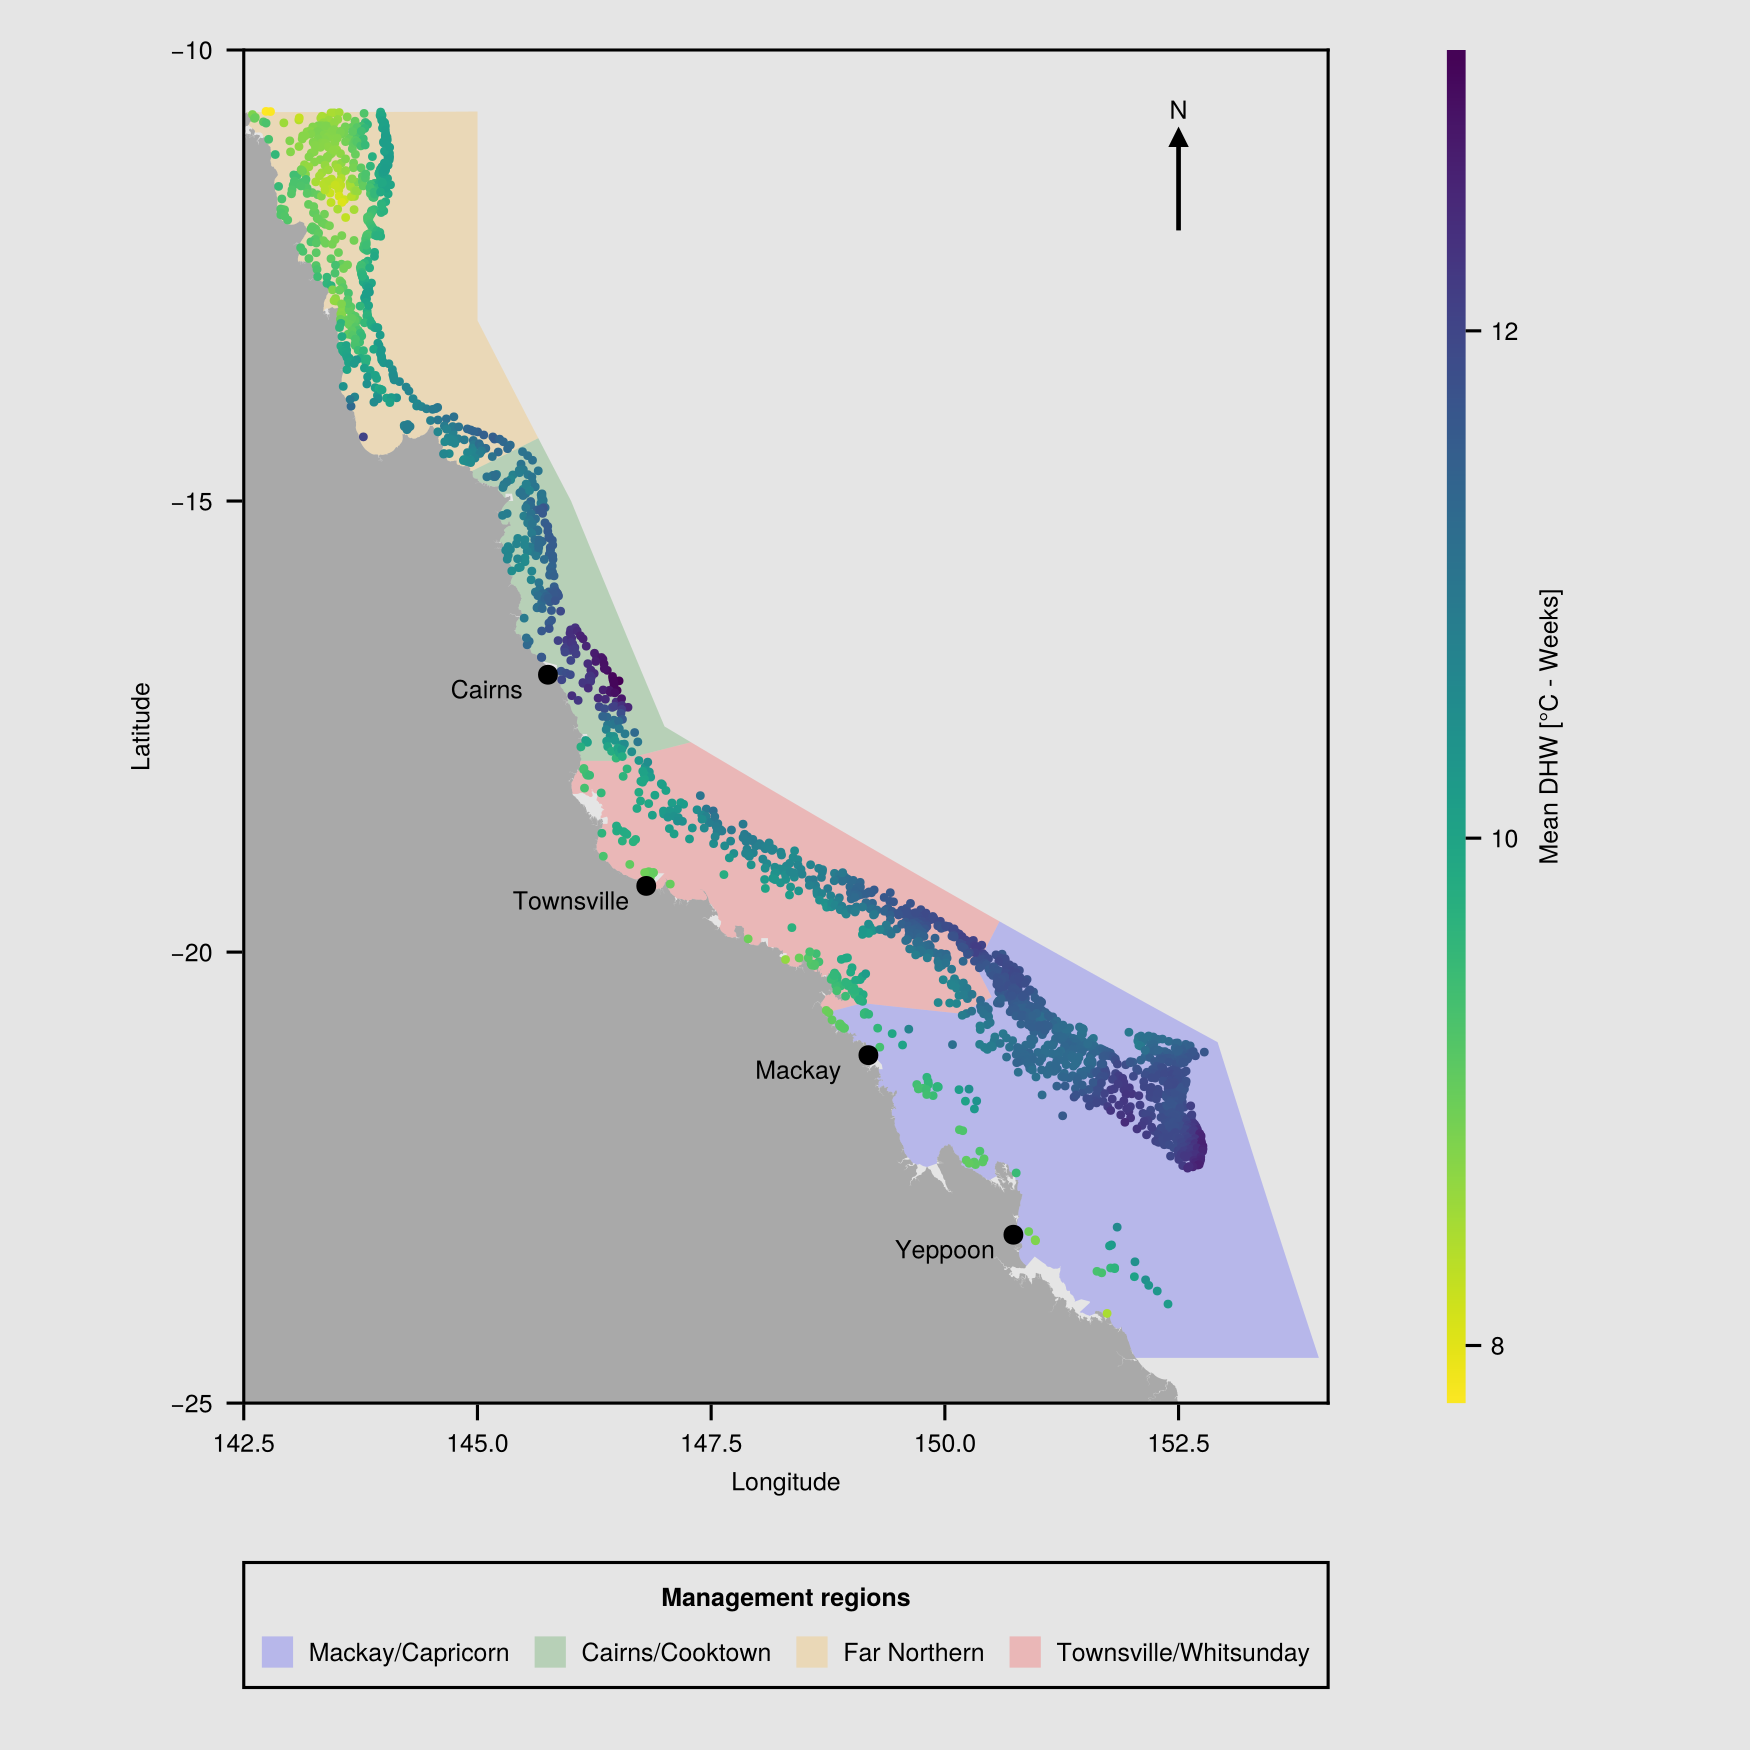 −10
−15
−20
−25
Latitude
N
Cairns
Townsville
Mackay
Yeppoon
142.5 145.0 147.5 150.0 152.5
Longitude
12
10
8
Mean DHW [°C - Weeks]
Management regions
Mackay/Capricorn Cairns/Cooktown Far Northern Townsville/Whitsunday